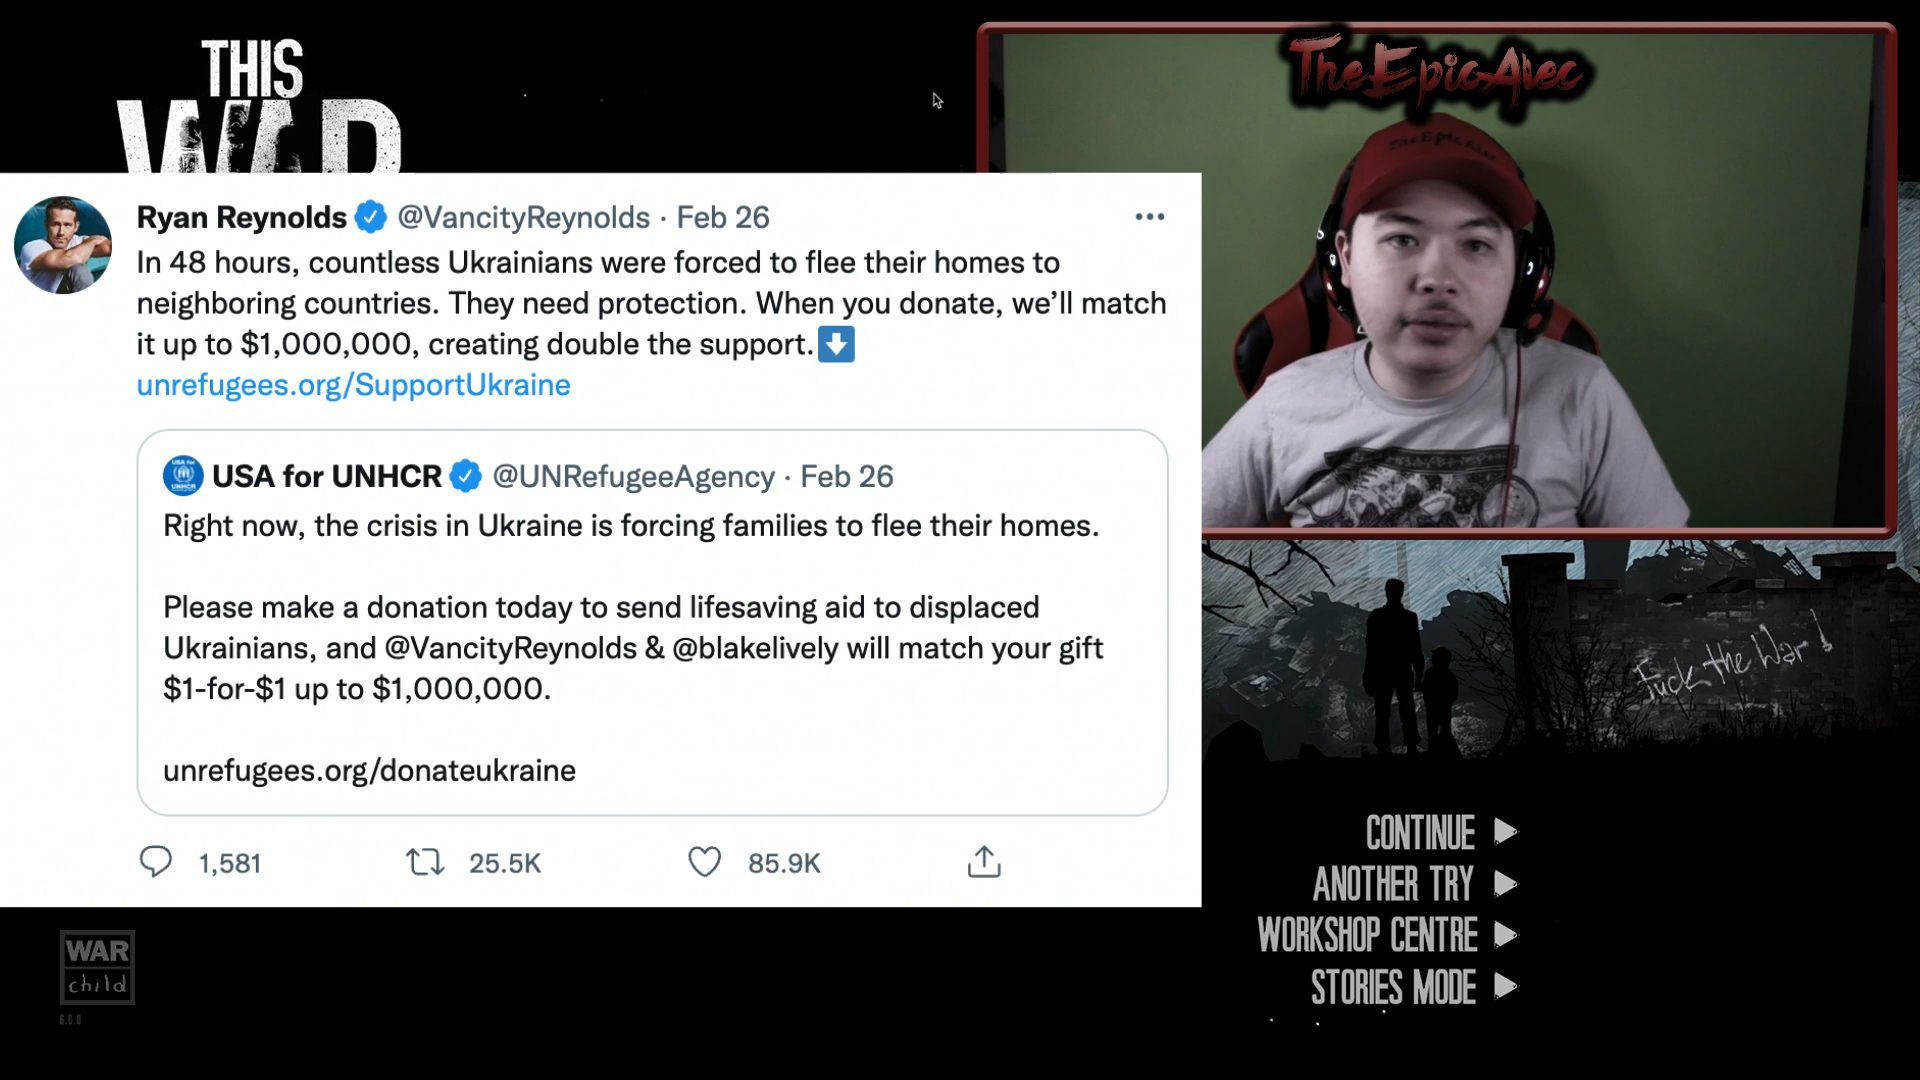 THIS
WAR
TheEpicAlec
TheEpicAlec
Ryan Reynolds @VancityReynolds · Feb 26
In 48 hours, countless Ukrainians were forced to flee their homes to
neighboring countries. They need protection. When you donate, we’ll match
it up to $1,000,000, creating double the support.
unrefugees.org/SupportUkraine
USA for UNHCR @UNRefugeeAgency · Feb 26
Right now, the crisis in Ukraine is forcing families to flee their homes.
Please make a donation today to send lifesaving aid to displaced
Ukrainians, and @VancityReynolds & @blakelively will match your gift
$1-for-$1 up to $1,000,000.
unrefugees.org/donateukraine
1,581 25.5K 85.9K
Fuck the War!
CONTINUE
ANOTHER TRY
WORKSHOP CENTRE
STORIES MODE
WAR
child
6.0.8